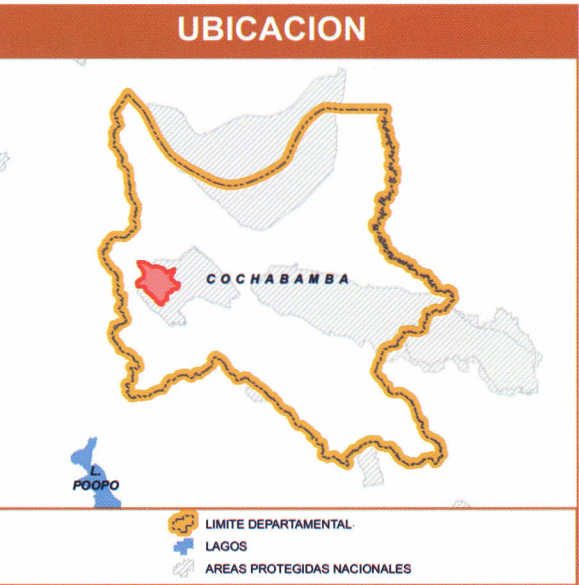 UBICACION
COCHABAMBA
L.
POOPO
LIMITE DEPARTAMENTAL
LAGOS
AREAS PROTEGIDAS NACIONALES